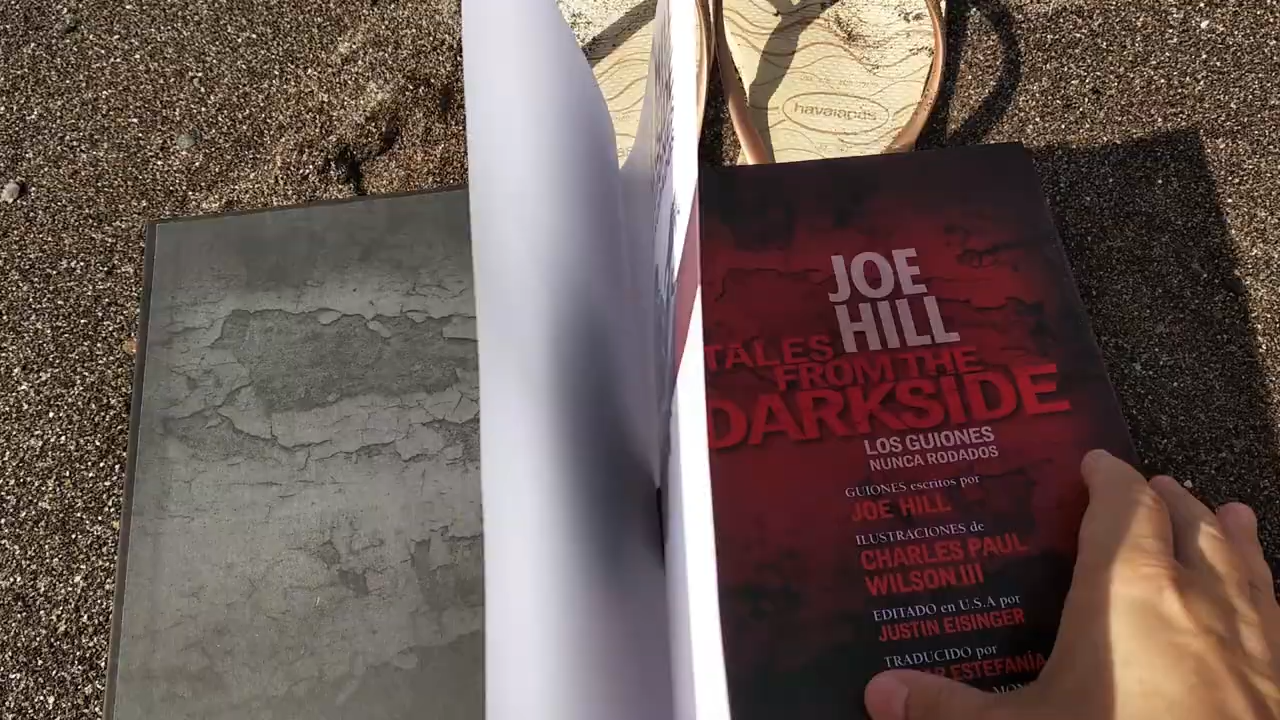 havaianas
JOE
HILL
TALES
FROM THE
DARKSIDE
LOS GUIONES
NUNCA RODADOS
GUIONES escritos por
JOE HILL
ILUSTRACIONES de
CHARLES PAUL
WILSON III
EDITADO en U.S.A por
JUSTIN EISINGER
TRADUCIDO por
ESTEFANÍA